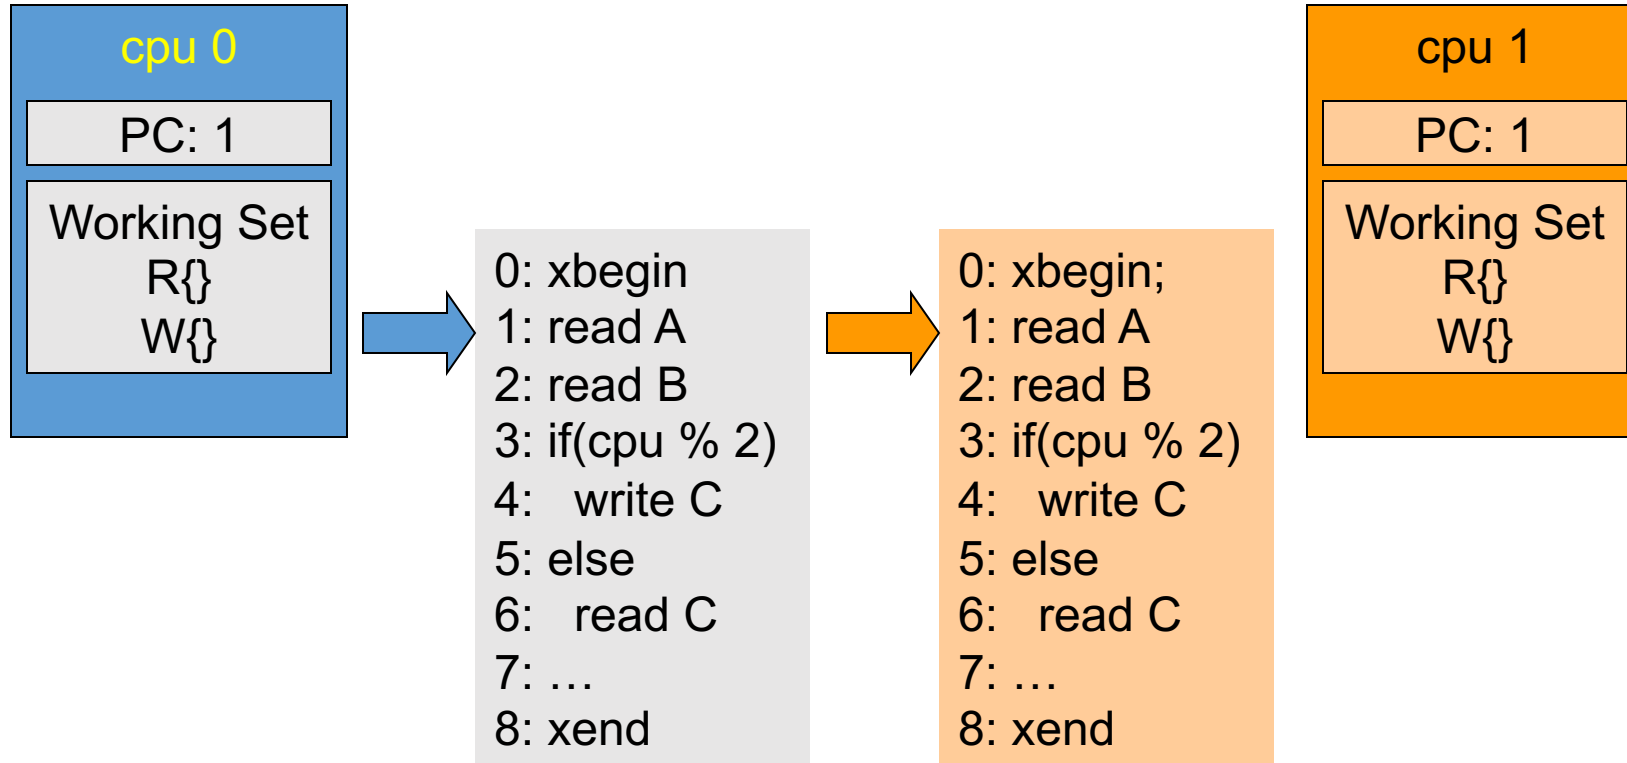 cpu 0
PC: 1
Working Set
R{}
W{}
0: xbegin
1: read A
2: read B
3: if(cpu % 2)
4: write C
5: else
6: read C
7: …
8: xend
0: xbegin;
1: read A
2: read B
3: if(cpu % 2)
4: write C
5: else
6: read C
7: …
8: xend
cpu 1
PC: 1
Working Set
R{}
W{}